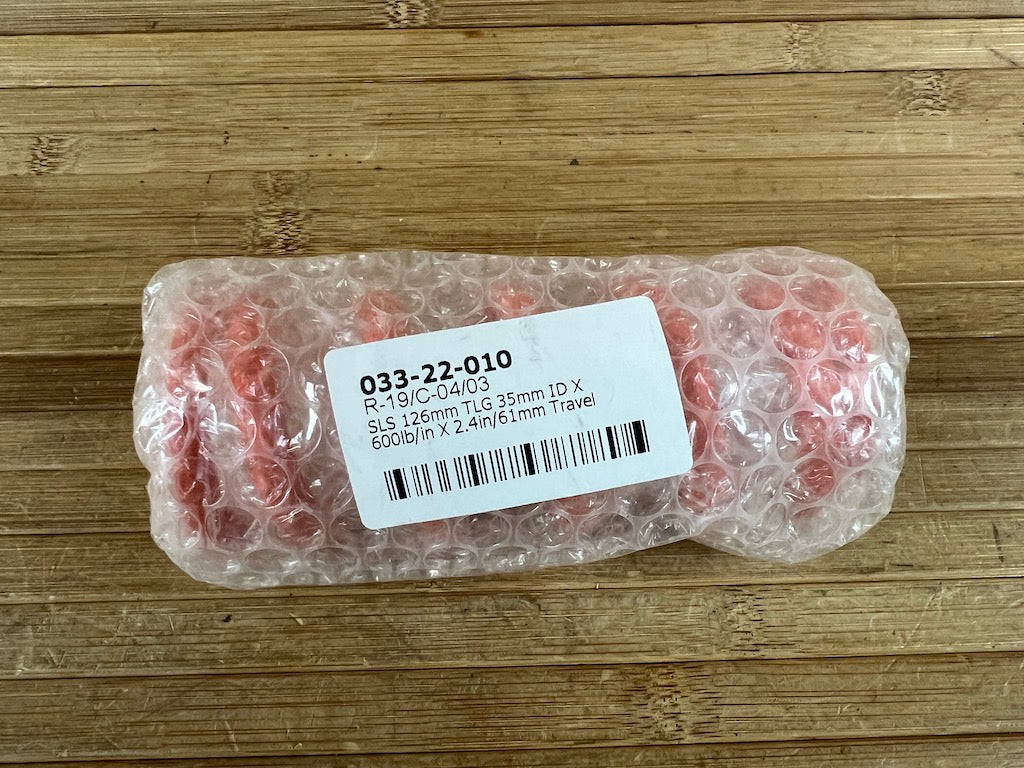 033-22-010
R-19/C-04/03
SLS 126mm TLG 35mm ID X
600lb/in X 2.4in/61mm Travel